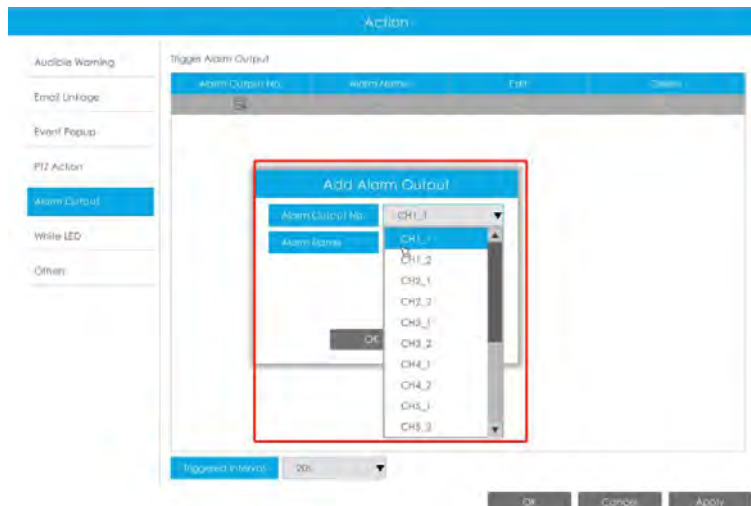 Action
Audible Warning
Email Linkage
Event Popup
PTZ Action
Alarm Output
White LED
Others
Trigger Alarm Output
Alarm Output No. Alarm Name Edit Delete
Add Alarm Output
Alarm Output No. CH1_1
Alarm Name
CH1_1
CH1_2
CH2_1
CH2_2
CH3_1
CH3_2
CH4_1
CH4_2
CH5_1
CH5_2
OK
Triggered Interval 20s
OK Cancel Apply